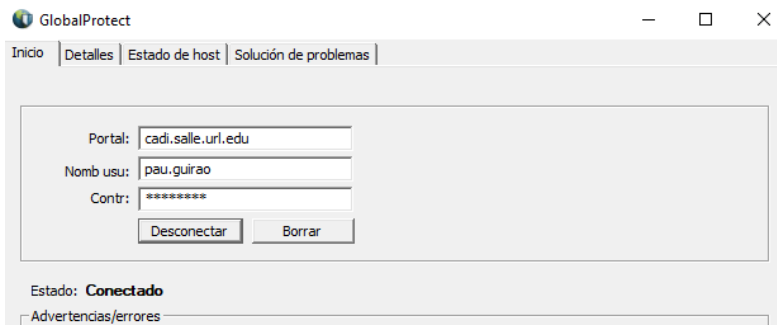 GlobalProtect
Inicio Detalles Estado de host Solución de problemas
Portal: cadi.salle.url.edu
Nomb usu: pau.guirao
Contr: ********
Desconectar Borrar
Estado: Conectado
Advertencias/errores